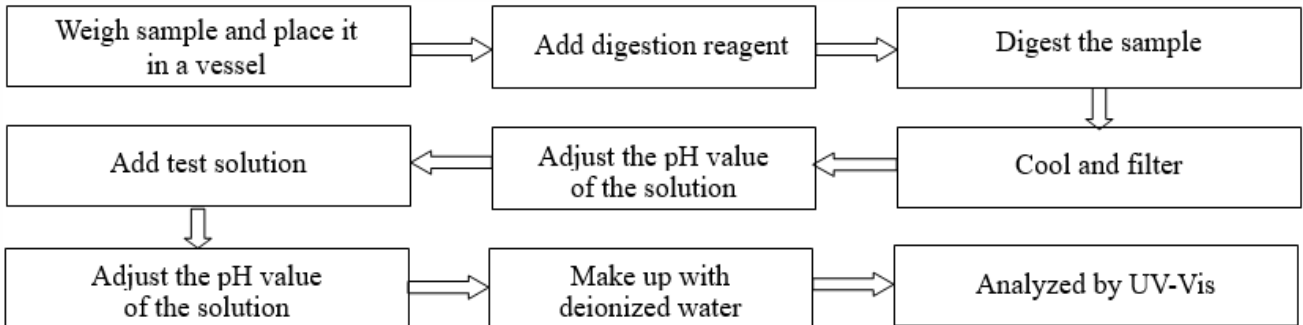 Weigh sample and place it
in a vessel
Add digestion reagent
Digest the sample
Add test solution
Adjust the pH value
of the solution
Cool and filter
Adjust the pH value
of the solution
Make up with
deionized water
Analyzed by UV-Vis